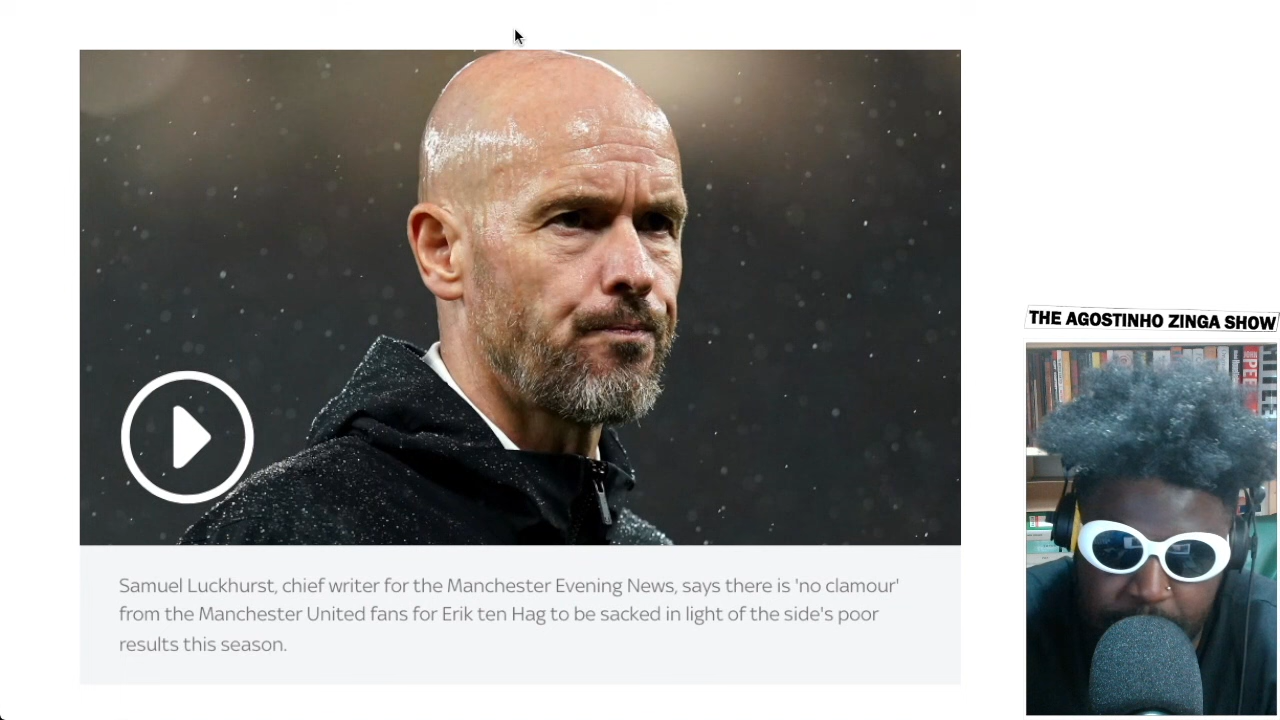 THE AGOSTINHO ZINGA SHOW
Samuel Luckhurst, chief writer for the Manchester Evening News, says there is 'no clamour'
from the Manchester United fans for Erik ten Hag to be sacked in light of the side's poor
results this season.